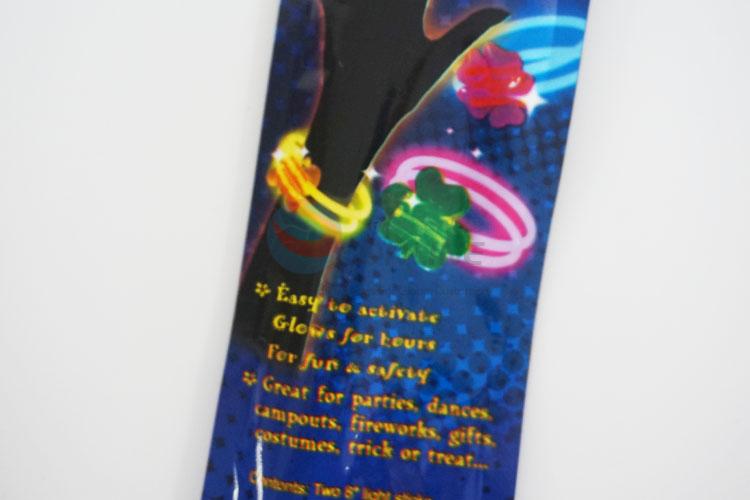 Easy to activate
Glows for hours
For fun & safety
Great for parties, dances,
campouts, fireworks, gifts,
costumes, trick or treat...
Contents: Two 8" light sticks